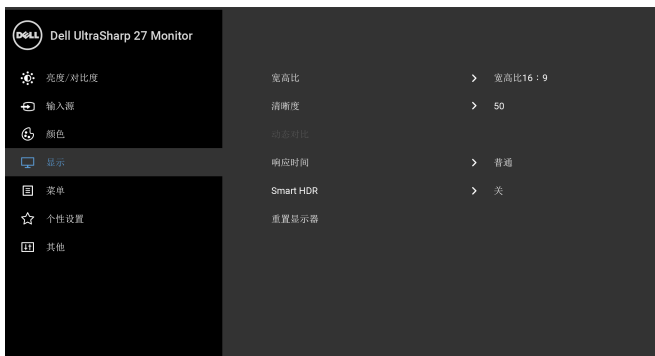 DELL Dell UltraSharp 27 Monitor
亮度/对比度
宽高比 宽高比16：9
输入源
清晰度 50
颜色
动态对比
显示
响应时间 普通
菜单
Smart HDR 关
个性设置
重置显示器
其他